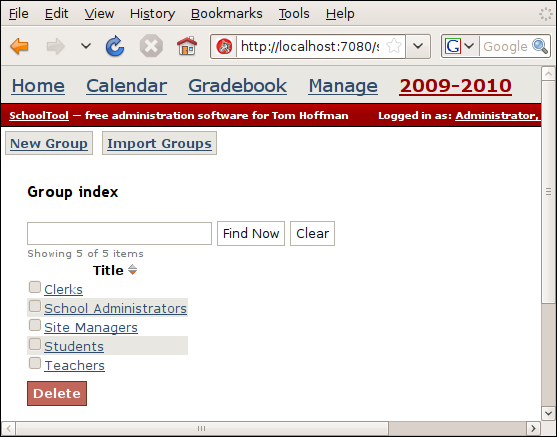 File Edit View History Bookmarks Tools Help
http://localhost:7080/s G Google
Home Calendar Gradebook Manage 2009-2010
SchoolTool — free administration software for Tom Hoffman Logged in as: Administrator,
New Group Import Groups
Group index
Find Now Clear
Showing 5 of 5 items
Title
Clerks
School Administrators
Site Managers
Students
Teachers
Delete